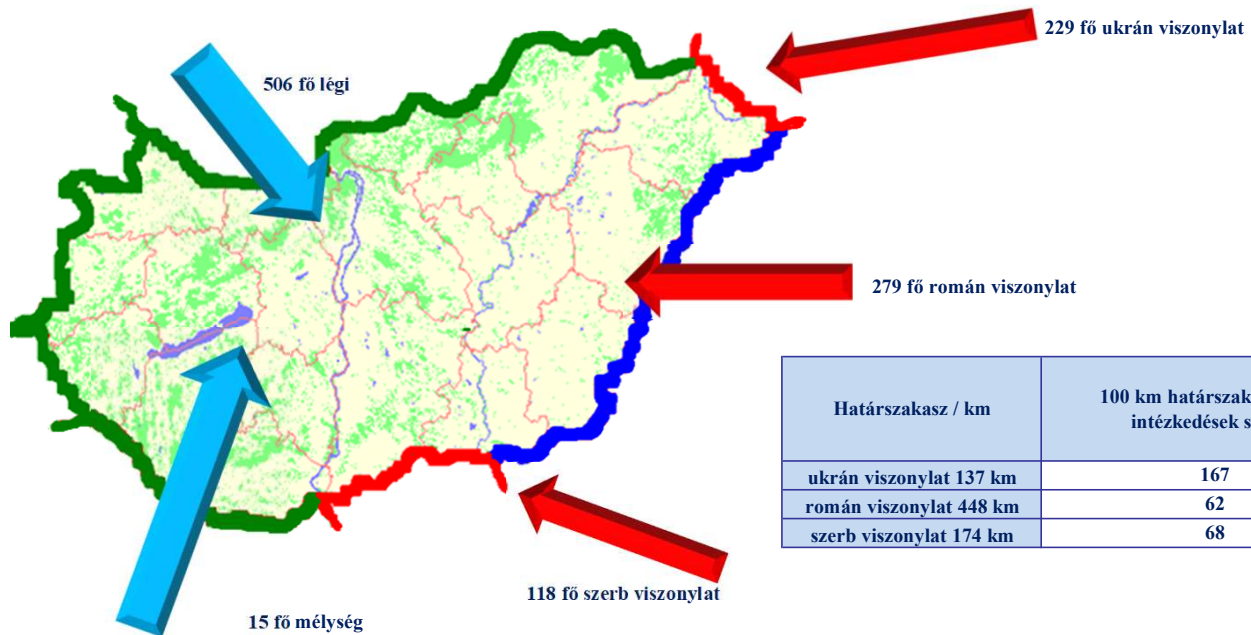 229 fő ukrán viszonylat
506 fő légi
279 fő román viszonylat
Határszakasz / km
ukrán viszonylat 137 km 167
román viszonylat 448 km 62
szerb viszonylat 174 km 68
100 km
intézkedések
118 fő szerb viszonylat
15 fő mélység